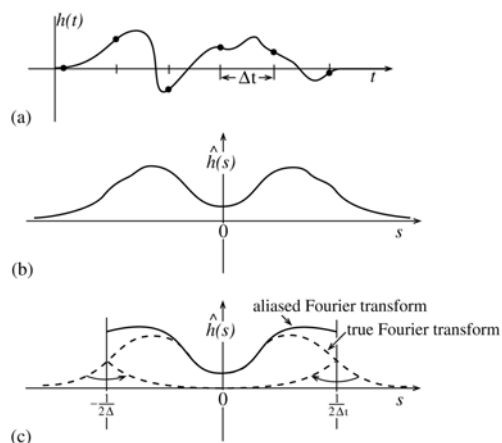 h(t)
Δt
t
(a)
ĥ(s)
0
s
(b)
aliased Fourier transform
ĥ(s)
true Fourier transform
-1/2Δ
0
1/2Δt
s
(c)